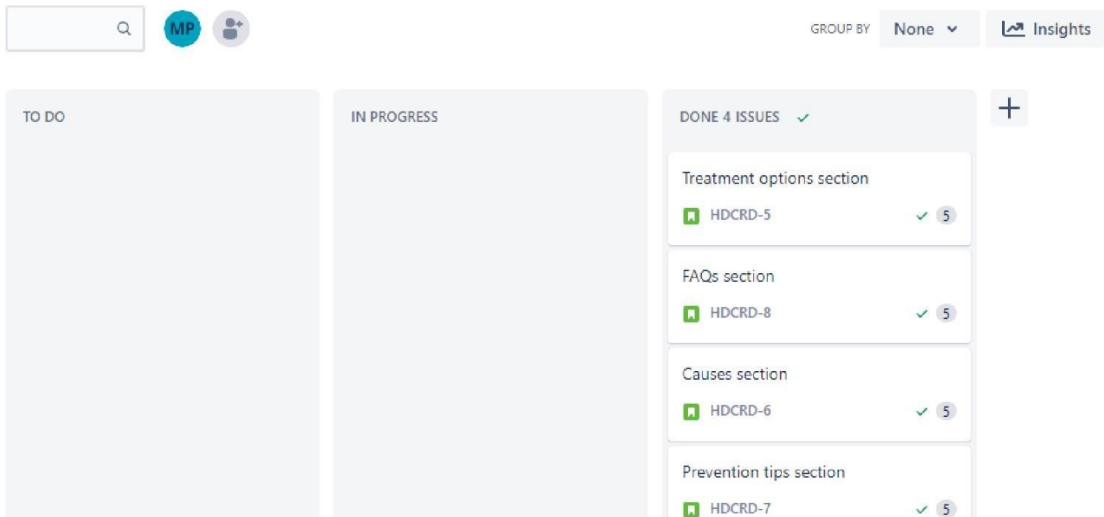 MP
GROUP BY None Insights
TO DO
IN PROGRESS
DONE 4 ISSUES
Treatment options section
HDCRD-5 5
FAQs section
HDCRD-8 5
Causes section
HDCRD-6 5
Prevention tips section
HDCRD-7 5